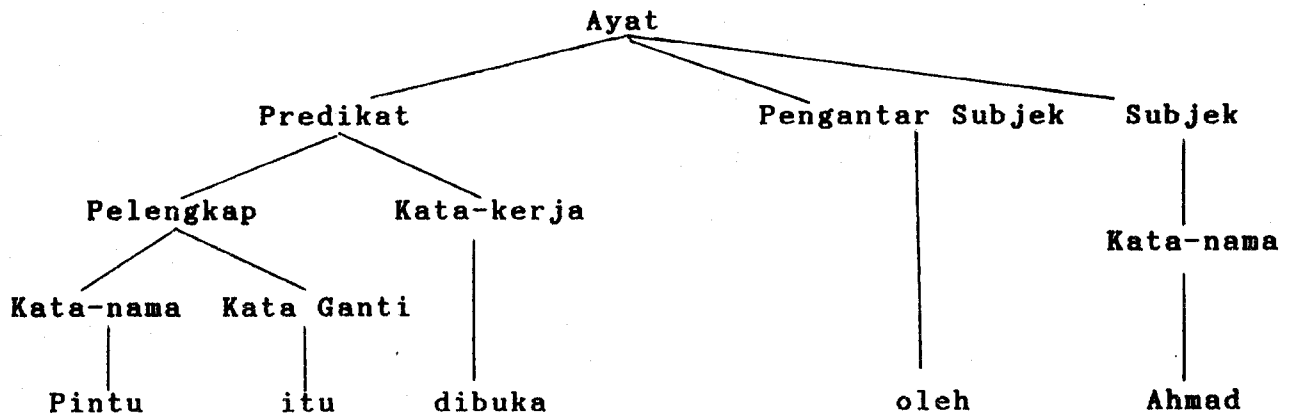 Ayat
Predikat Pengantar Subjek Subjek
Pelengkap Kata-kerja
Kata-nama
Kata-nama Kata Ganti
Pintu itu dibuka oleh Ahmad